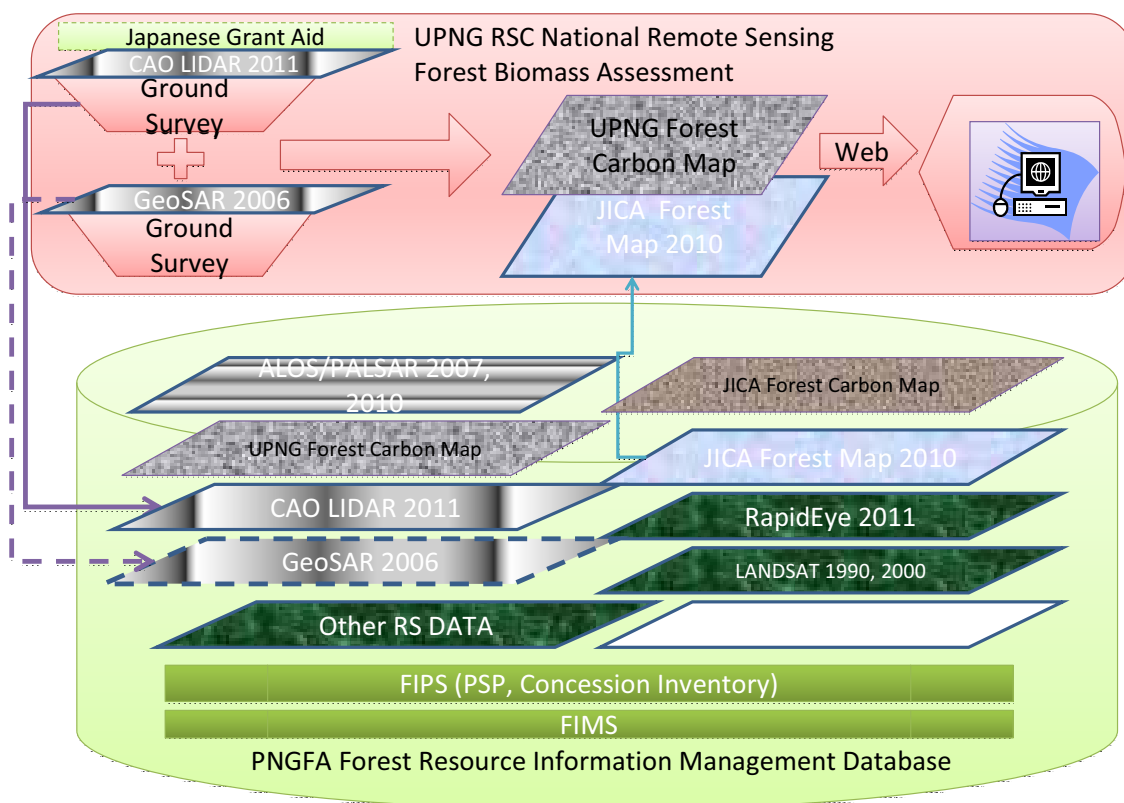 Japanese Grant Aid
CAO LIDAR 2011
Ground
Survey
GeoSAR 2006
Ground
Survey
UPNG RSC National Remote Sensing
Forest Biomass Assessment
UPNG Forest
Carbon Map
JICA Forest
Map 2010
Web
ALOS/PALSAR 2007,
2010
JICA Forest Carbon Map
UPNG Forest Carbon Map
JICA Forest Map 2010
CAO LIDAR 2011
RapidEye 2011
GeoSAR 2006
LANDSAT 1990, 2000
Other RS DATA
FIPS (PSP, Concession Inventory)
FIMS
PNGFA Forest Resource Information Management Database